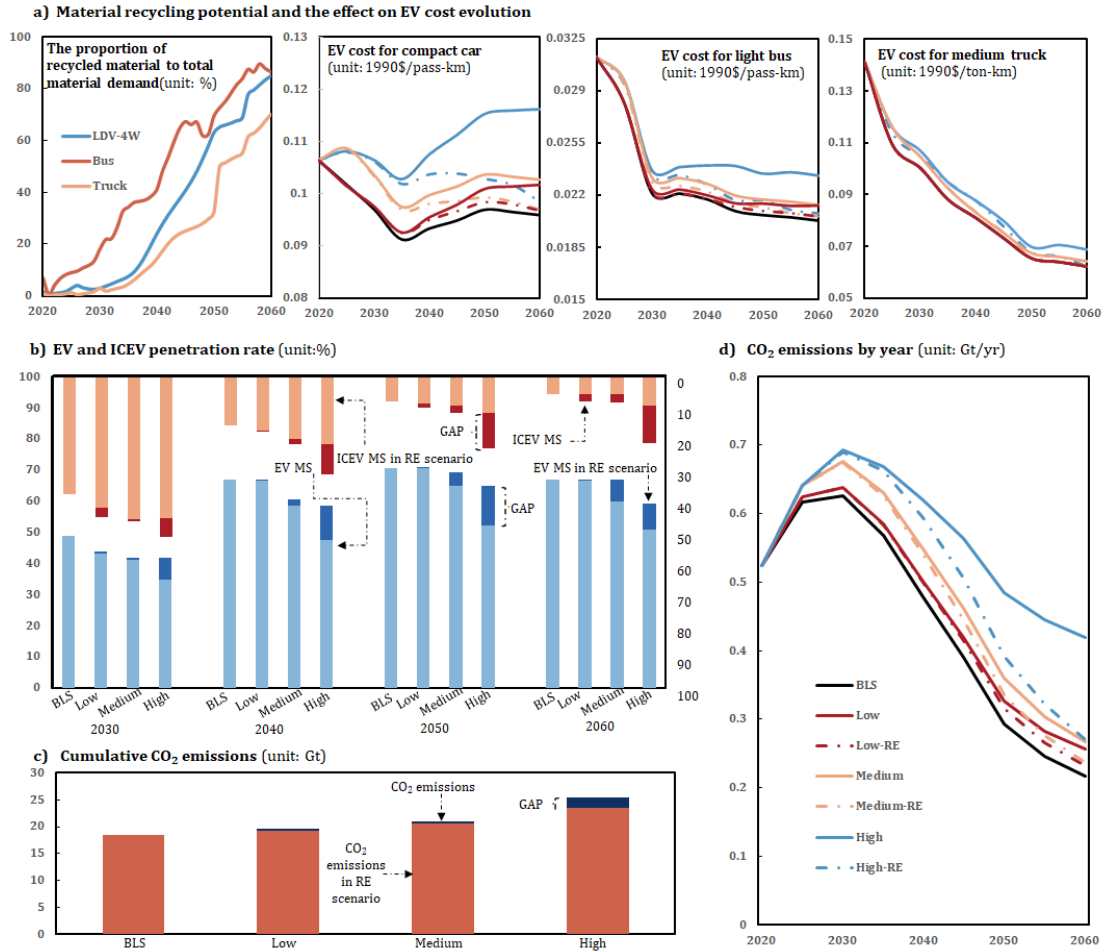 a) Material recycling potential and the effect on EV cost evolution
100
80
60
40
20
0
The proportion of
recycled material to total
material demand(unit: %)
LDV-4W
Bus
Truck
2020 2030 2040 2050 2060
0.13
0.12
0.11
0.1
0.09
0.08
EV cost for compact car
(unit: 1990$/pass-km)
2020 2030 2040 2050 2060
0.0325
0.029
0.0255
0.022
0.0185
0.015
EV cost for light bus
(unit: 1990$/pass-km)
2020 2030 2040 2050 2060
0.15
0.13
0.11
0.09
0.07
0.05
EV cost for medium truck
(unit: 1990$/ton-km)
2020 2030 2040 2050 2060
b) EV and ICEV penetration rate (unit:%)
100
90
80
70
60
50
40
30
20
10
0
0
10
20
30
40
50
60
70
80
90
100
GAP
ICEV MS
ICEV MS in RE scenario
EV MS
EV MS in RE scenario
GAP
BLS Low Medium High
2030
BLS Low Medium High
2040
BLS Low Medium High
2050
BLS Low Medium High
2060
c) Cumulative CO₂ emissions (unit: Gt)
30
25
20
15
10
5
0
CO₂ emissions
GAP
CO₂
emissions
in RE
scenario
BLS Low Medium High
d) CO₂ emissions by year (unit: Gt/yr)
0.8
0.7
0.6
0.5
0.4
0.3
0.2
0.1
0
BLS
Low
Low-RE
Medium
Medium-RE
High
High-RE
2020 2030 2040 2050 2060